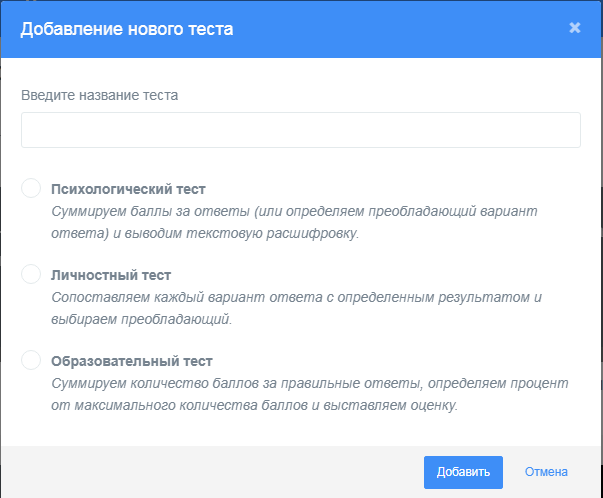 Добавление нового теста
Введите название теста
Психологический тест
Суммируем баллы за ответы (или определяем преобладающий вариант
ответа) и выводим текстовую расшифровку.
Личностный тест
Сопоставляем каждый вариант ответа с определенным результатом и
выбираем преобладающий.
Образовательный тест
Суммируем количество баллов за правильные ответы, определяем процент
от максимального количества баллов и выставляем оценку.
Добавить Отмена